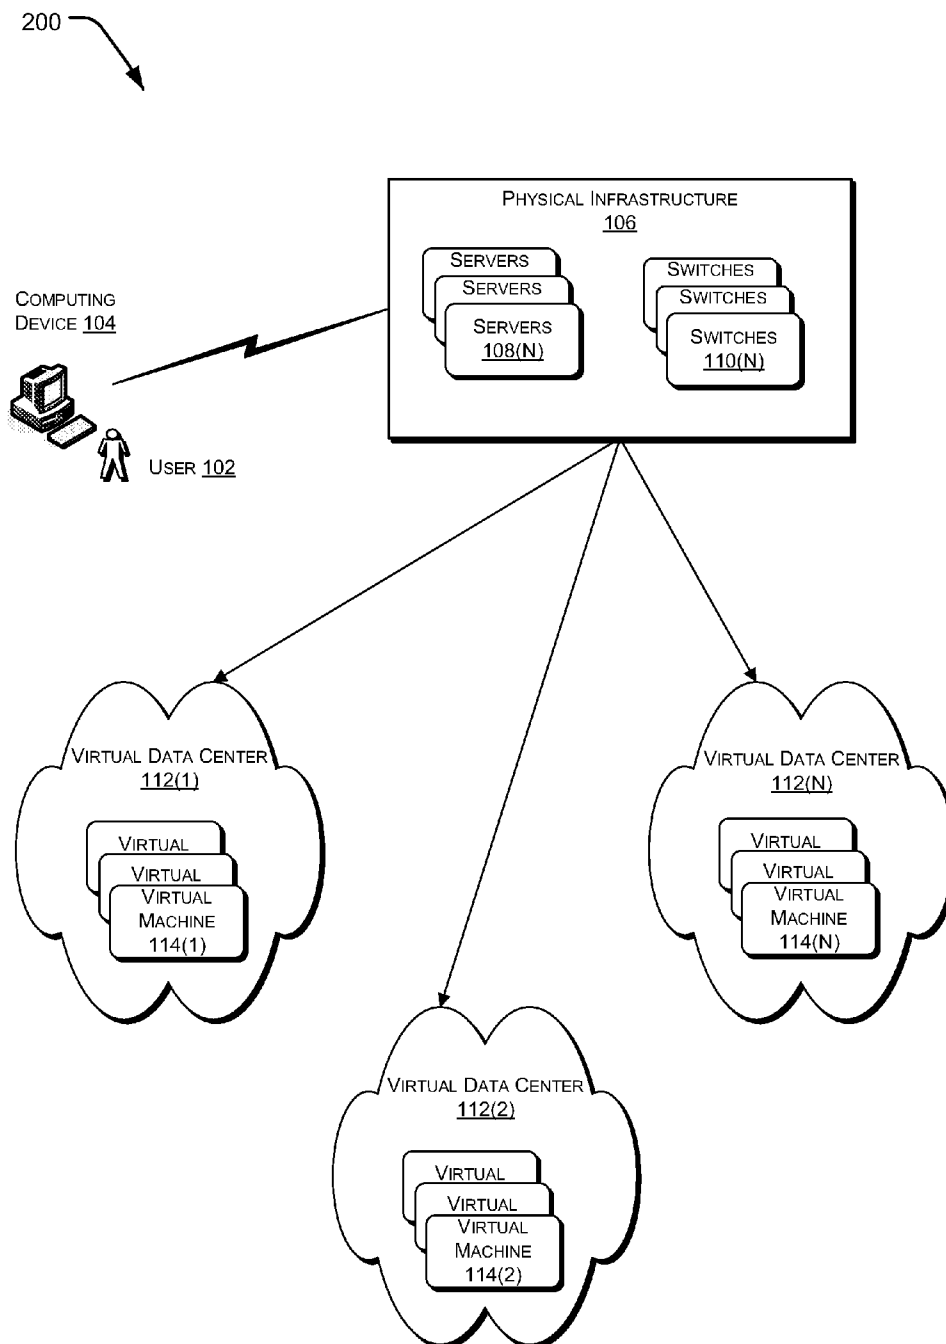 200
PHYSICAL INFRASTRUCTURE
106
SERVERS
SERVERS
SERVERS
108(N)
SWITCHES
SWITCHES
SWITCHES
110(N)
COMPUTING
DEVICE 104
USER 102
VIRTUAL DATA CENTER
112(1)
VIRTUAL
VIRTUAL
VIRTUAL
MACHINE
114(1)
VIRTUAL DATA CENTER
112(N)
VIRTUAL
VIRTUAL
VIRTUAL
MACHINE
114(N)
VIRTUAL DATA CENTER
112(2)
VIRTUAL
VIRTUAL
VIRTUAL
MACHINE
114(2)